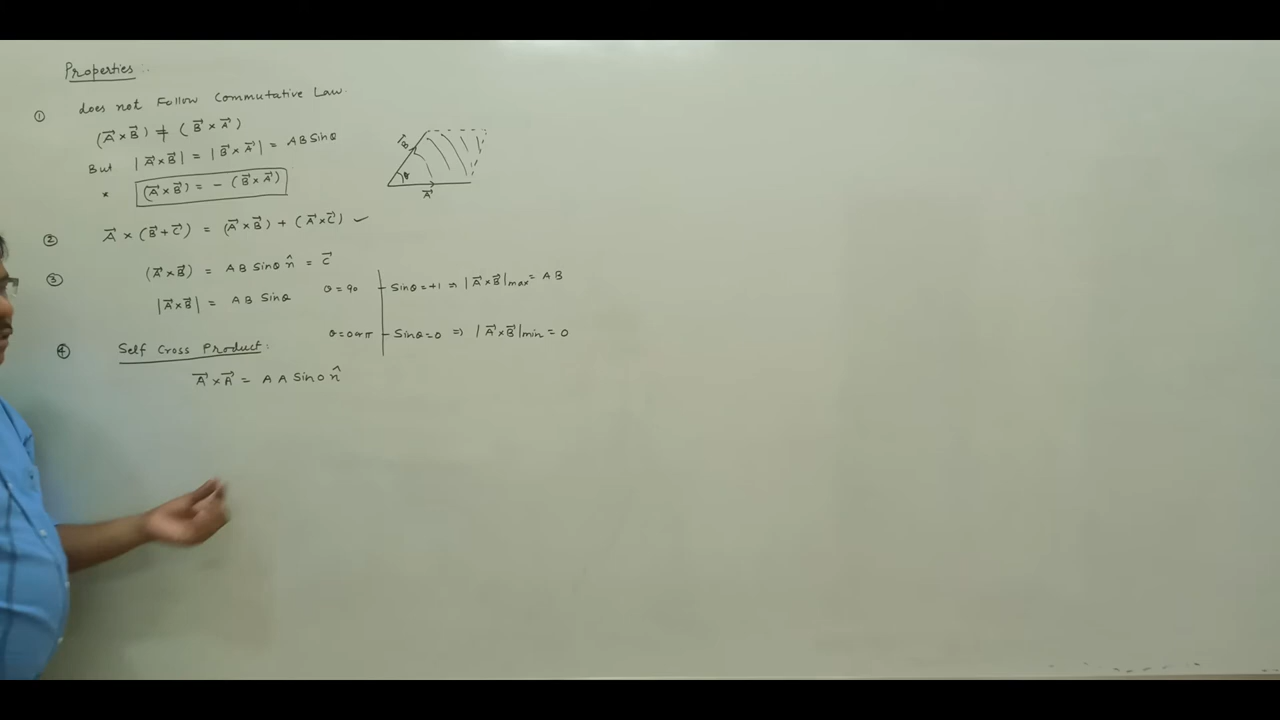 Properties :-
① does not Follow Commutative Law.
(A⃗ × B⃗) ≠ (B⃗ × A⃗)
But |A⃗ × B⃗| = |B⃗ × A⃗| = AB Sinθ
* (A⃗ × B⃗) = - (B⃗ × A⃗)
B⃗
θ
A⃗
② A⃗ × (B⃗ + C⃗) = (A⃗ × B⃗) + (A⃗ × C⃗) ✓
③ (A⃗ × B⃗) = AB Sinθ n̂ = C⃗
|A⃗ × B⃗| = AB Sinθ
θ = 90 Sinθ = +1 ⇒ |A⃗ × B⃗|max = AB
θ = 0 or π Sinθ = 0 ⇒ |A⃗ × B⃗|min = 0
④ Self Cross Product :
A⃗ × A⃗ = A A Sin0 n̂